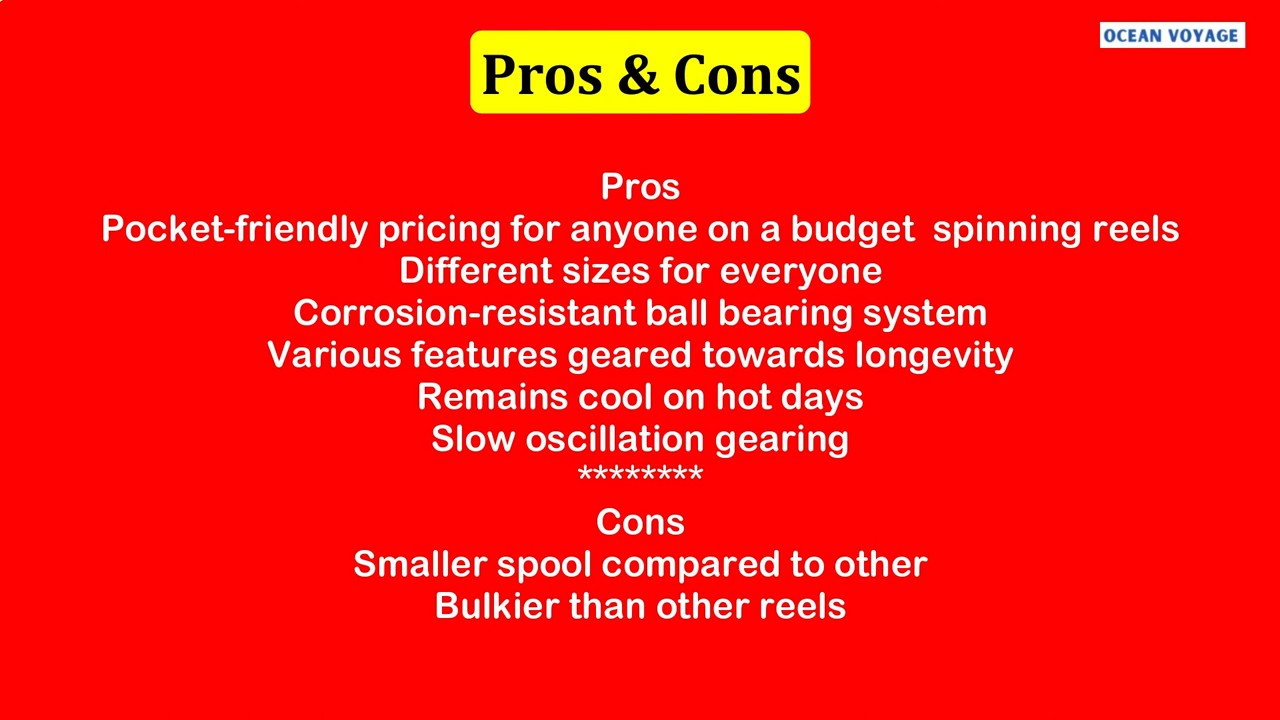 OCEAN VOYAGE
Pros & Cons
Pros
Pocket-friendly pricing for anyone on a budget  spinning reels
Different sizes for everyone
Corrosion-resistant ball bearing system
Various features geared towards longevity
Remains cool on hot days
Slow oscillation gearing
********
Cons
Smaller spool compared to other
Bulkier than other reels